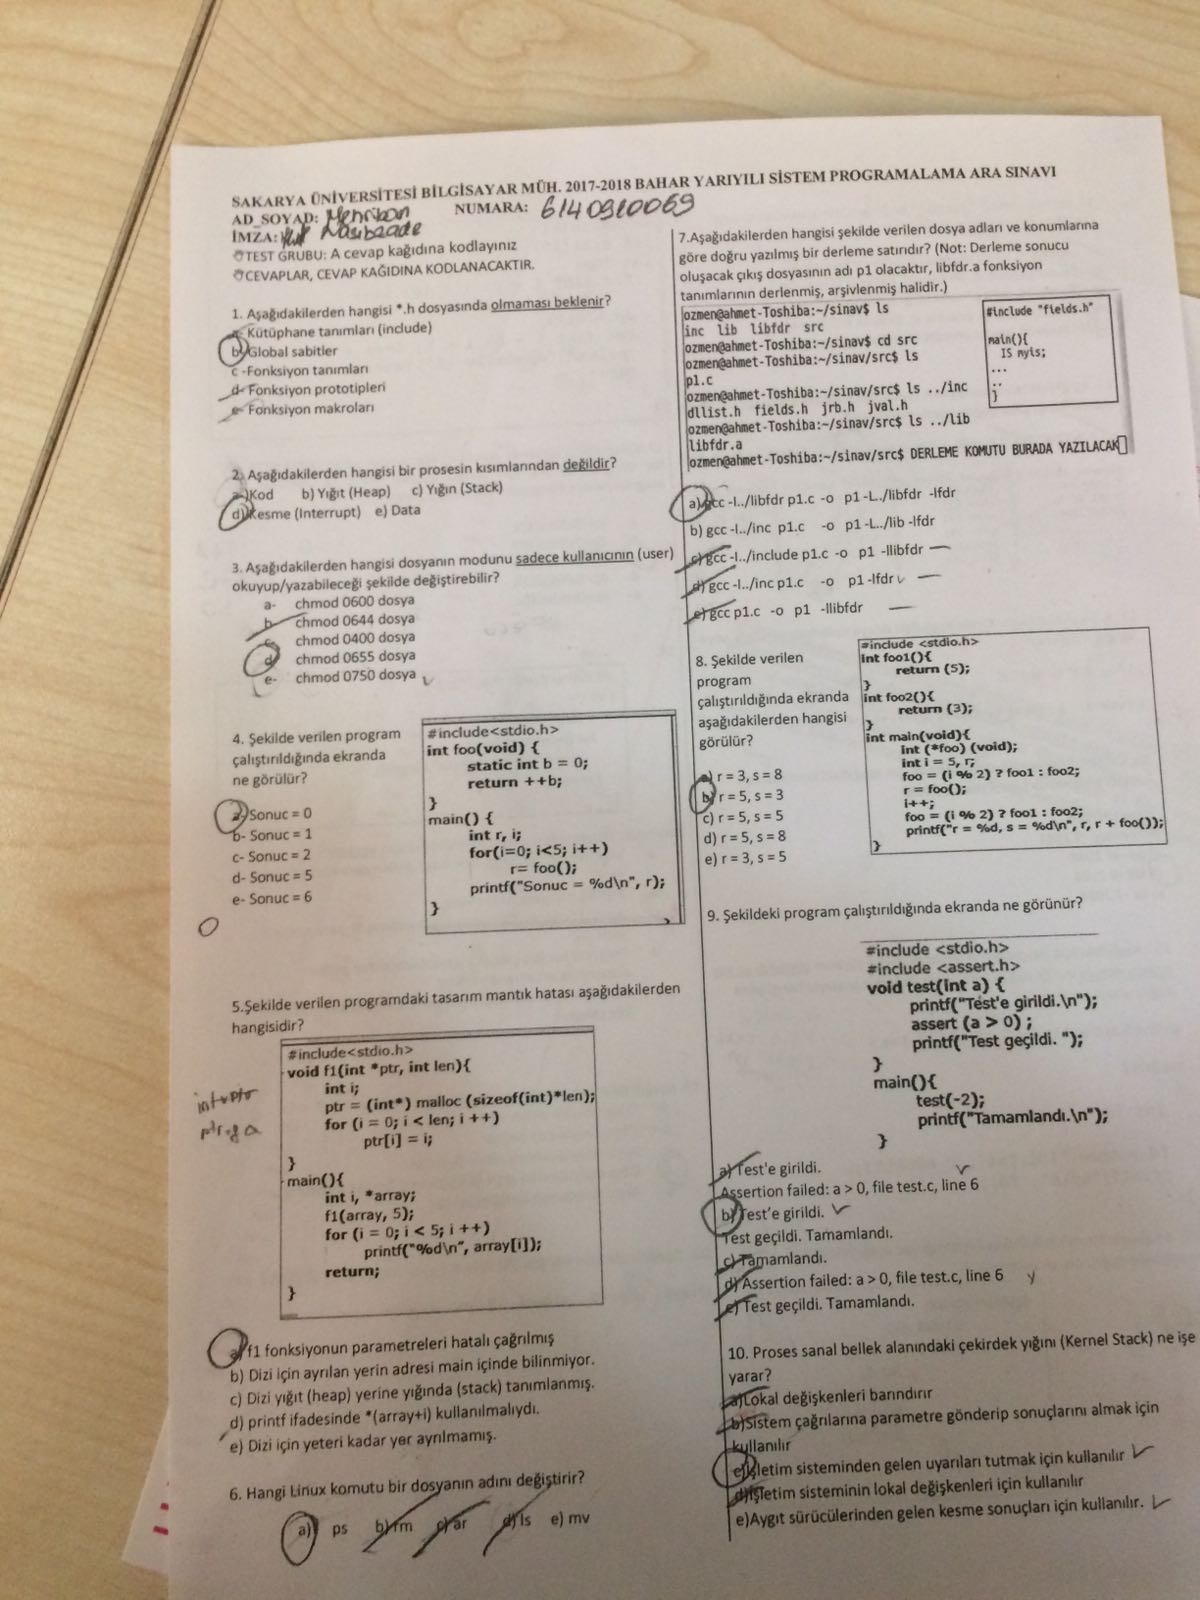 SAKARYA ÜNİVERSİTESİ BİLGİSAYAR MÜH. 2017-2018 BAHAR YARIYILI SİSTEM PROGRAMALAMA ARA SINAVI
AD_SOYAD: Mehriban NUMARA: 6140910069
İMZA: Nasibzade
TEST GRUBU: A cevap kağıdına kodlayınız
CEVAPLAR, CEVAP KAĞIDINA KODLANACAKTIR.
1. Aşağıdakilerden hangisi *.h dosyasında olmaması beklenir?
a- Kütüphane tanımları (include)
b- Global sabitler
c -Fonksiyon tanımları
d- Fonksiyon prototipleri
e- Fonksiyon makroları
2. Aşağıdakilerden hangisi bir prosesin kısımlarından değildir?
a-)Kod b) Yığıt (Heap) c) Yığın (Stack)
d) Kesme (Interrupt) e) Data
3. Aşağıdakilerden hangisi dosyanın modunu sadece kullanıcının (user)
okuyup/yazabileceği şekilde değiştirebilir?
a- chmod 0600 dosya
b- chmod 0644 dosya
c- chmod 0400 dosya
d- chmod 0655 dosya
e- chmod 0750 dosya
4. Şekilde verilen program
çalıştırıldığında ekranda
ne görülür?
a- Sonuc = 0
b- Sonuc = 1
c- Sonuc = 2
d- Sonuc = 5
e- Sonuc = 6
#include<stdio.h>
int foo(void) {
static int b = 0;
return ++b;
}
main() {
int r, i;
for(i=0; i<5; i++)
r= foo();
printf("Sonuc = %d\n", r);
}
5.Şekilde verilen programdaki tasarım mantık hatası aşağıdakilerden
hangisidir?
#include<stdio.h>
void f1(int *ptr, int len){
int i;
ptr = (int*) malloc (sizeof(int)*len);
for (i = 0; i < len; i ++)
ptr[i] = i;
}
main(){
int i, *array;
f1(array, 5);
for (i = 0; i < 5; i ++)
printf("%d\n", array[i]);
return;
}
a) f1 fonksiyonun parametreleri hatalı çağrılmış
b) Dizi için ayrılan yerin adresi main içinde bilinmiyor.
c) Dizi yığıt (heap) yerine yığında (stack) tanımlanmış.
d) printf ifadesinde *(array+i) kullanılmalıydı.
e) Dizi için yeteri kadar yer ayrılmamış.
6. Hangi Linux komutu bir dosyanın adını değiştirir?
a) ps b) rm c) ar d) ls e) mv
7.Aşağıdakilerden hangisi şekilde verilen dosya adları ve konumlarına
göre doğru yazılmış bir derleme satırıdır? (Not: Derleme sonucu
oluşacak çıkış dosyasının adı p1 olacaktır, libfdr.a fonksiyon
tanımlarının derlenmiş, arşivlenmiş halidir.)
ozmen@ahmet-Toshiba:~/sinav$ ls
inc lib libfdr src
ozmen@ahmet-Toshiba:~/sinav$ cd src
ozmen@ahmet-Toshiba:~/sinav/src$ ls
p1.c
ozmen@ahmet-Toshiba:~/sinav/src$ ls ../inc
dllist.h fields.h jrb.h jval.h
ozmen@ahmet-Toshiba:~/sinav/src$ ls ../lib
libfdr.a
ozmen@ahmet-Toshiba:~/sinav/src$ DERLEME KOMUTU BURADA YAZILACAK
#include "fields.h"
main(){
IS myis;
...
..
}
a) gcc -I../libfdr p1.c -o p1 -L../libfdr -lfdr
b) gcc -I../inc p1.c -o p1 -L../lib -lfdr
c) gcc -I../include p1.c -o p1 -llibfdr
d) gcc -I../inc p1.c -o p1 -lfdr
e) gcc p1.c -o p1 -llibfdr
8. Şekilde verilen
program
çalıştırıldığında ekranda
aşağıdakilerden hangisi
görülür?
a) r = 3, s = 8
b) r = 5, s = 3
c) r = 5, s = 5
d) r = 5, s = 8
e) r = 3, s = 5
#include <stdio.h>
int foo1(){
return (5);
}
int foo2(){
return (3);
}
int main(void){
int (*foo) (void);
int i = 5, r;
foo = (i % 2) ? foo1 : foo2;
r = foo();
i++;
foo = (i % 2) ? foo1 : foo2;
printf("r = %d, s = %d\n", r, r + foo());
}
9. Şekildeki program çalıştırıldığında ekranda ne görünür?
#include <stdio.h>
#include <assert.h>
void test(int a) {
printf("Test'e girildi.\n");
assert (a > 0) ;
printf("Test geçildi. ");
}
main(){
test(-2);
printf("Tamamlandı.\n");
}
a) Test'e girildi.
Assertion failed: a > 0, file test.c, line 6
b) Test'e girildi.
Test geçildi. Tamamlandı.
c) Tamamlandı.
d) Assertion failed: a > 0, file test.c, line 6
e) Test geçildi. Tamamlandı.
10. Proses sanal bellek alanındaki çekirdek yığını (Kernel Stack) ne işe
yarar?
a)Lokal değişkenleri barındırır
b)Sistem çağrılarına parametre gönderip sonuçlarını almak için
kullanılır
c)İşletim sisteminden gelen uyarıları tutmak için kullanılır
d)İşletim sisteminin lokal değişkenleri için kullanılır
e)Aygıt sürücülerinden gelen kesme sonuçları için kullanılır.